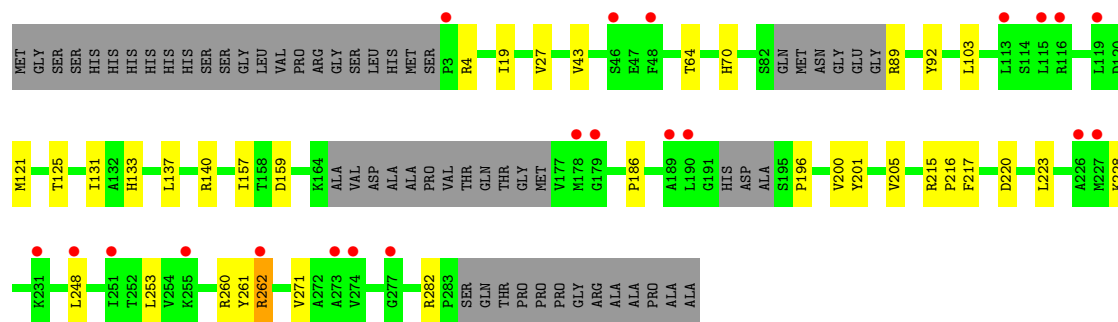 MET GLY SER SER HIS HIS HIS HIS HIS HIS SER SER GLY LEU VAL PRO ARG GLY SER LEU HIS MET SER P3 R4 I19 V27 V43 S46 E47 F48 T64 H70 S82 GLN MET ASN GLY GLU GLY R89 Y92 L103 L113 S114 L115 R116 L119 D120
M121 T125 I131 A132 H133 L137 R140 I157 T158 D159 K164 ALA VAL ASP ALA ALA PRO VAL THR GLN THR GLY MET V177 M178 G179 P186 A189 L190 G191 HIS ASP ALA S195 P196 V200 Y201 V205 R215 P216 F217 D220 L223 A226 M227 K228
K231 L248 I251 T252 L253 V254 K255 R260 Y261 R262 V271 A272 A273 V274 G277 R282 P283 SER GLN THR PRO PRO PRO GLY ARG ALA ALA PRO ALA ALA